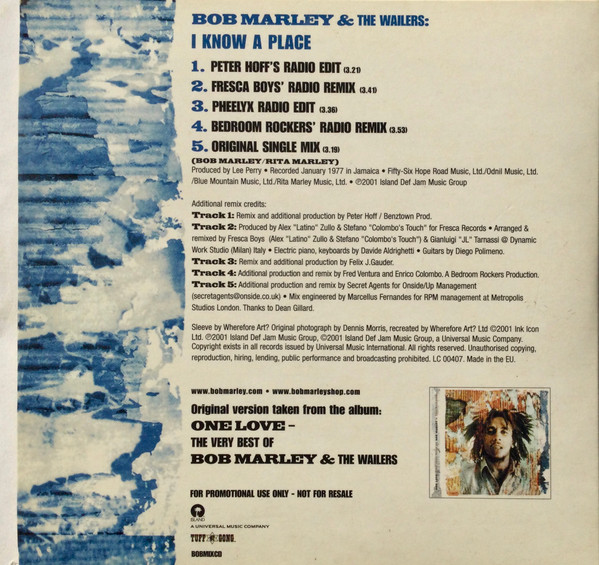 BOB MARLEY & THE WAILERS:
I KNOW A PLACE
1. PETER HOFF'S RADIO EDIT (3.21)
2. FRESCA BOYS' RADIO REMIX (3.41)
3. PHEELYX RADIO EDIT (3.36)
4. BEDROOM ROCKERS' RADIO REMIX (3.53)
5. ORIGINAL SINGLE MIX (3.19)
(BOB MARLEY/RITA MARLEY)
Produced by Lee Perry • Recorded January 1977 in Jamaica • Fifty-Six Hope Road Music, Ltd./Odnil Music, Ltd.
/Blue Mountain Music, Ltd./Rita Marley Music, Ltd. • ℗2001 Island Def Jam Music Group
Additional remix credits:
Track 1: Remix and additional production by Peter Hoff / Benztown Prod.
Track 2: Produced by Alex "Latino" Zullo & Stefano "Colombo's Touch" for Fresca Records • Arranged &
remixed by Fresca Boys (Alex "Latino" Zullo & Stefano "Colombo's Touch") & Gianluigi "JL" Tamassi @ Dynamic
Work Studio (Milan) Italy • Electric piano, keyboards by Davide Aldrighetti • Guitars by Diego Polimeno.
Track 3: Remix and additional production by Felix J.Gauder.
Track 4: Additional production and remix by Fred Ventura and Enrico Colombo. A Bedroom Rockers Production.
Track 5: Additional production and remix by Secret Agents for Onside/Up Management
(secretagents@onside.co.uk) • Mix engineered by Marcellus Fernandes for RPM management at Metropolis
Studios London. Thanks to Dean Gillard.
Sleeve by Wherefore Art? Original photograph by Dennis Morris, recreated by Wherefore Art? Ltd ©2001 Ink Icon
Ltd. ℗2001 Island Def Jam Music Group, ©2001 Island Def Jam Music Group, a Universal Music Company.
Copyright exists in all records issued by Universal Music International. All rights reserved. Unauthorised copying,
reproduction, hiring, lending, public performance and broadcasting prohibited. LC 00407. Made in the EU.
www.bobmarley.com • www.bobmarleyshop.com
Original version taken from the album:
ONE LOVE –
THE VERY BEST OF
BOB MARLEY & THE WAILERS
FOR PROMOTIONAL USE ONLY - NOT FOR RESALE
ISLAND
A UNIVERSAL MUSIC COMPANY
TUFF GONG.
BOBMIXCD